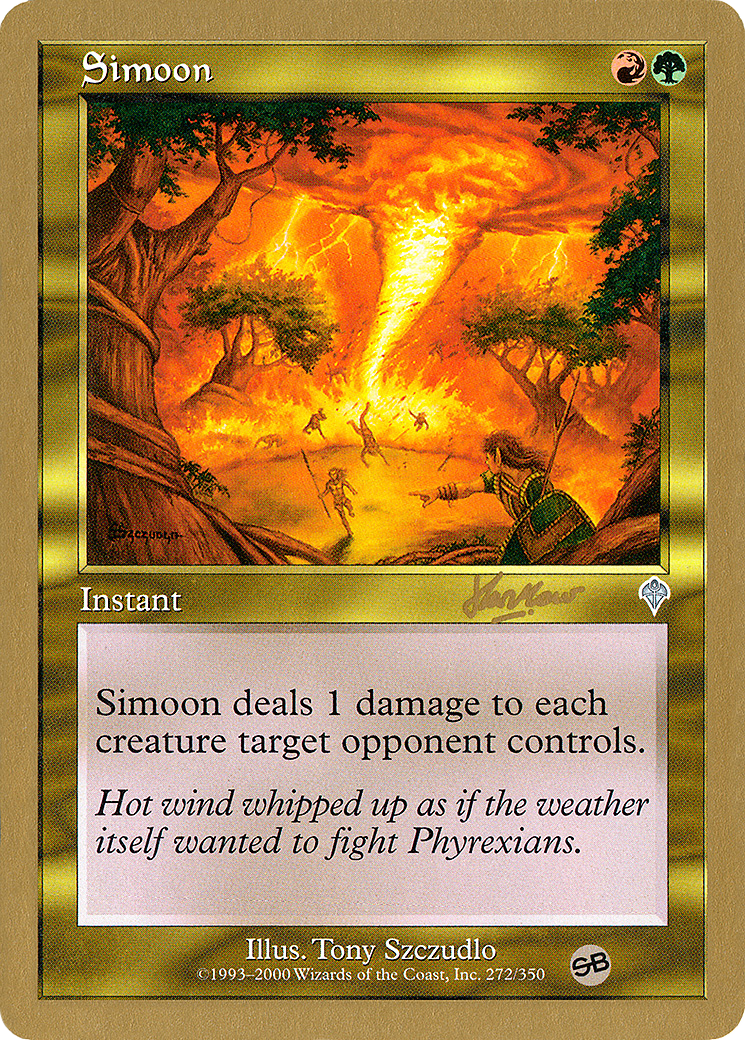 Simoon
SZCZUDLO
Instant
Simoon deals 1 damage to each
creature target opponent controls.
Hot wind whipped up as if the weather
itself wanted to fight Phyrexians.
Illus. Tony Szczudlo
©1993–2000 Wizards of the Coast, Inc. 272/350
SB